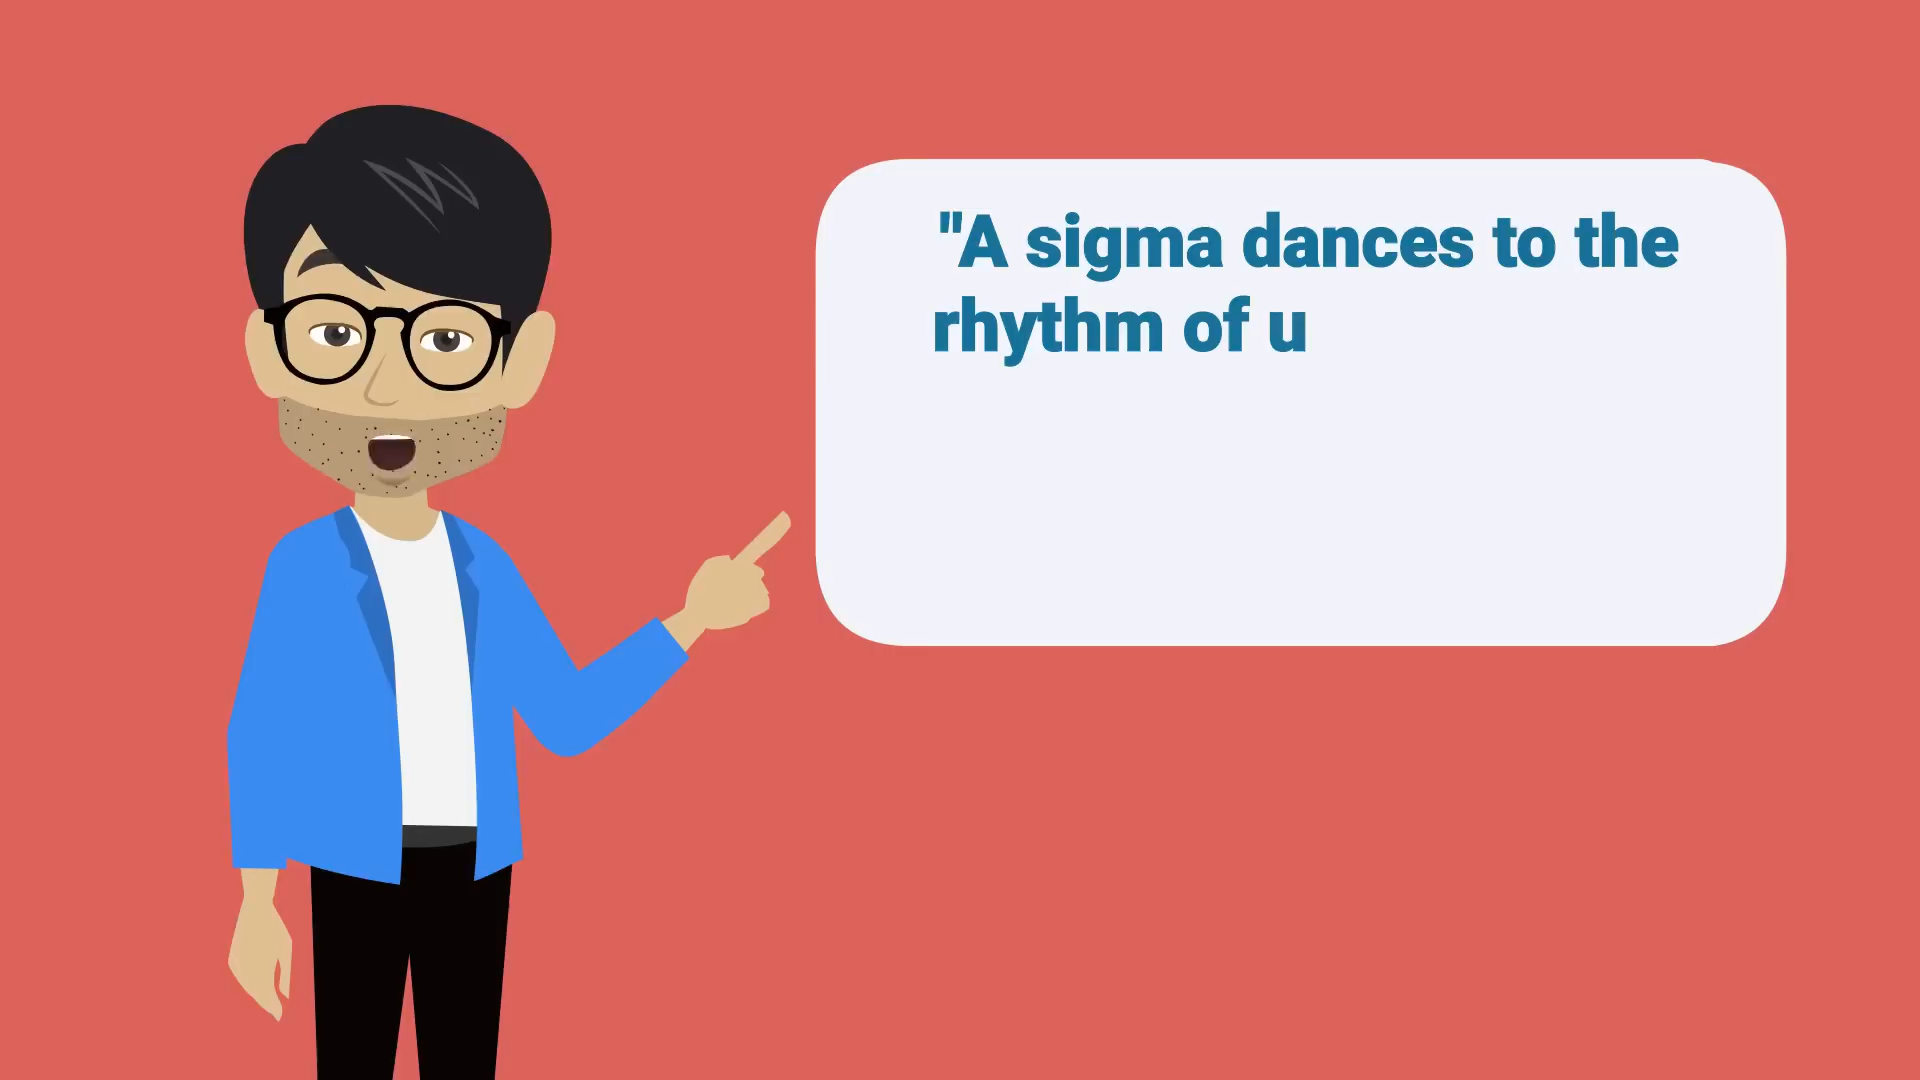 "A sigma dances to the
rhythm of u